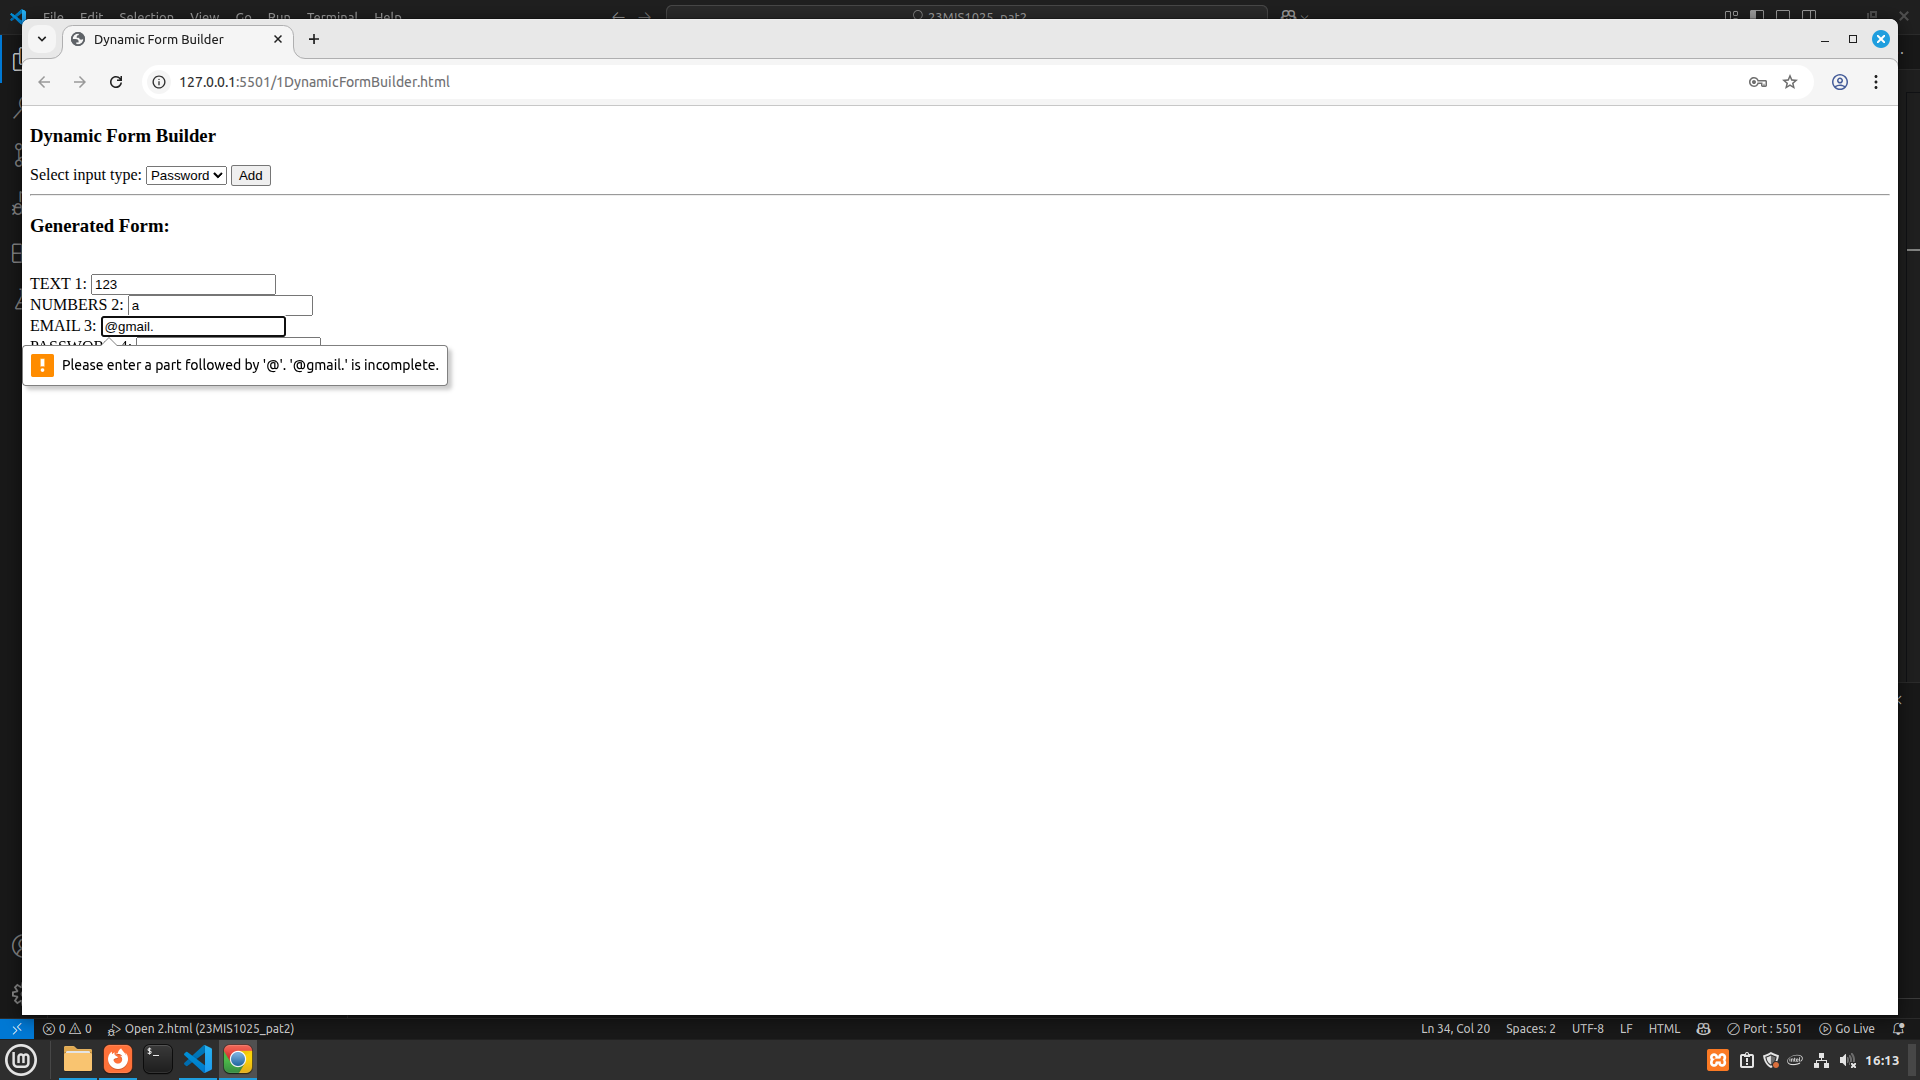 File Edit Selection View Go Run Terminal Help
23MIS1025_pat2
Dynamic Form Builder
127.0.0.1:5501/1DynamicFormBuilder.html
Dynamic Form Builder
Select input type: Password Add
Generated Form:
TEXT 1: 123
NUMBERS 2: a
EMAIL 3: @gmail.
Please enter a part followed by '@'. '@gmail.' is incomplete.
0 0 Open 2.html (23MIS1025_pat2) Ln 34, Col 20 Spaces: 2 UTF-8 LF HTML Port : 5501 Go Live
16:13